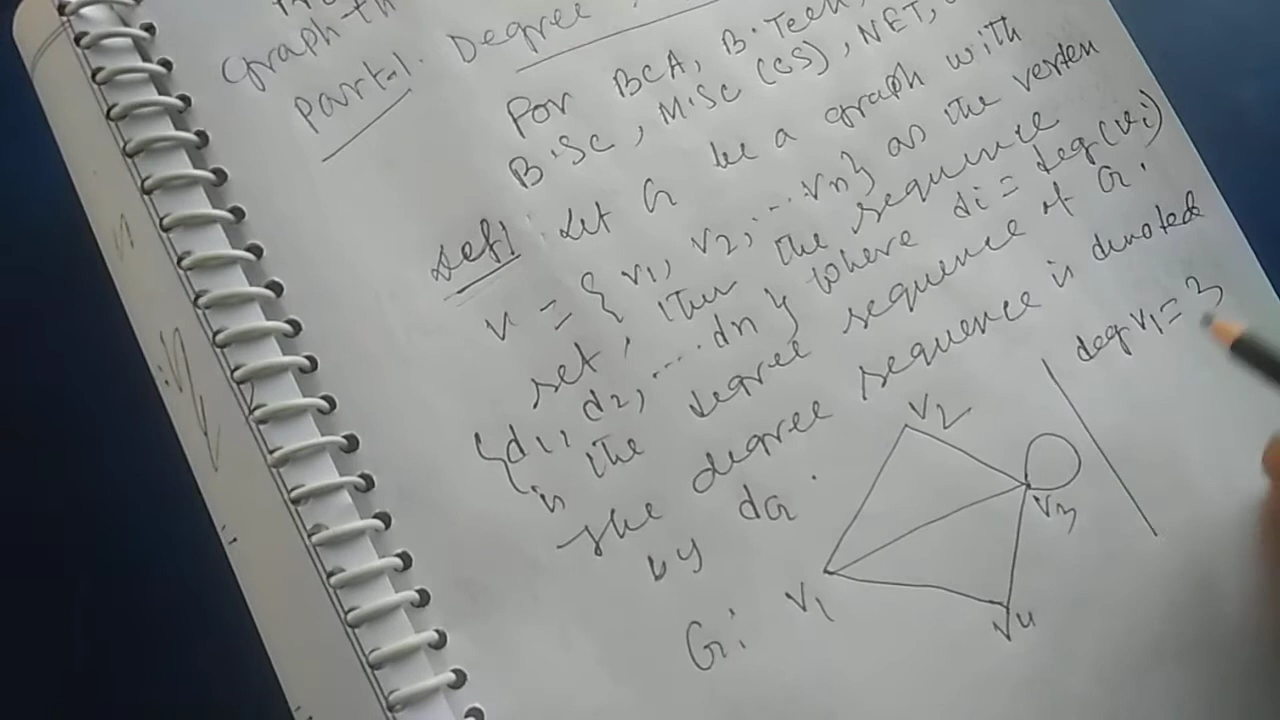 Graph th
Part-1. Degree
For BCA, B.Tech,
B.Sc, M.Sc (CS), NET,
Def! : Let G be a graph with
V = { v1, v2, ... vn} as the vertex
set, then the sequence
{d1, d2, ... dn} where di = deg(vi)
is the degree sequence of G.
The degree sequence is denoted
by dG.
deg v1 = 3
G:
v1
v2
v3
v4